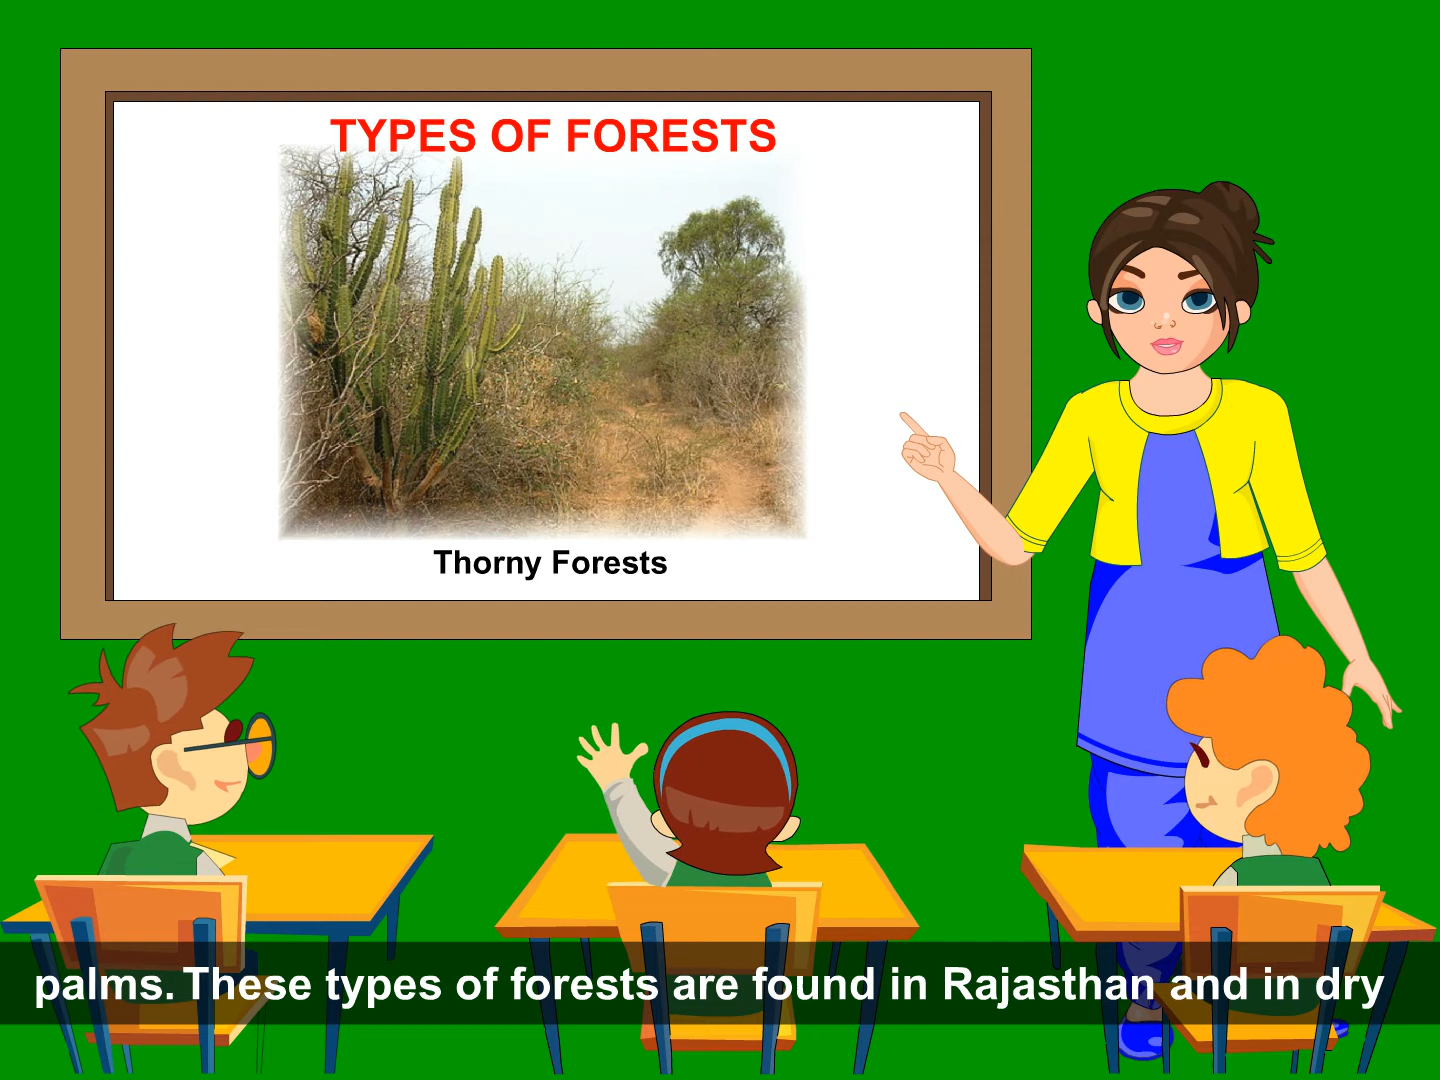 TYPES OF FORESTS
Thorny Forests
palms. These types of forests are found in Rajasthan and in dry